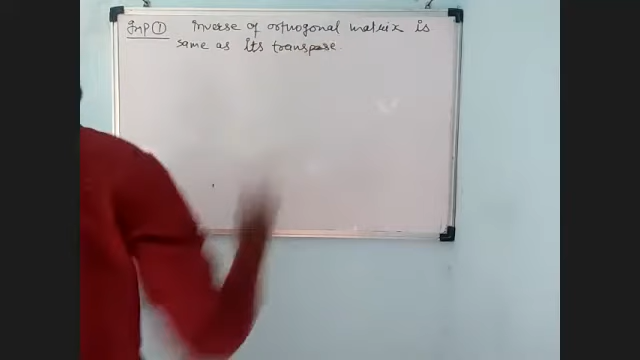 Imp ① inverse of orthogonal matrix is
same as its transpose.